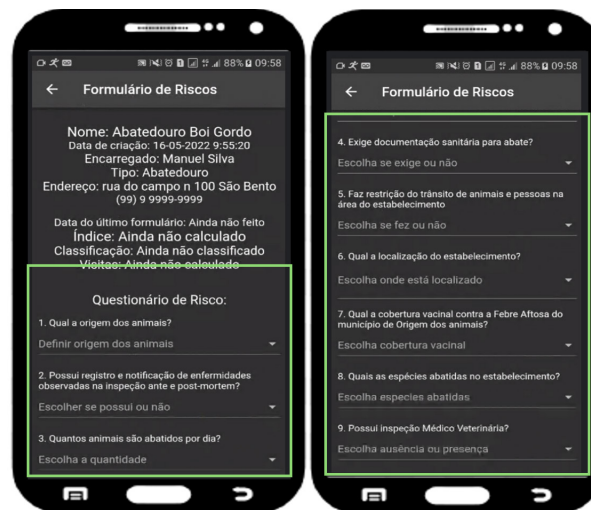 88% 09:58
Formulário de Riscos
Nome: Abatedouro Boi Gordo
Data de criação: 16-05-2022 9:55:20
Encarregado: Manuel Silva
Tipo: Abatedouro
Endereço: rua do campo n 100 São Bento
(99) 9 9999-9999
Data do último formulário: Ainda não feito
Índice: Ainda não calculado
Classificação: Ainda não classificado
Visitas: Ainda não calculado
Questionário de Risco:
1. Qual a origem dos animais?
Definir origem dos animais
2. Possui registro e notificação de enfermidades
observadas na inspeção ante e post-mortem?
Escolher se possui ou não
3. Quantos animais são abatidos por dia?
Escolha a quantidade
88% 09:58
Formulário de Riscos
4. Exige documentação sanitária para abate?
Escolha se exige ou não
5. Faz restrição do trânsito de animais e pessoas na
área do estabelecimento
Escolha se fez ou não
6. Qual a localização do estabelecimento?
Escolha onde está localizado
7. Qual a cobertura vacinal contra a Febre Aftosa do
município de Origem dos animais?
Escolha cobertura vacinal
8. Quais as espécies abatidas no estabelecimento?
Escolha especies abatidas
9. Possui inspeção Médico Veterinária?
Escolha ausência ou presença